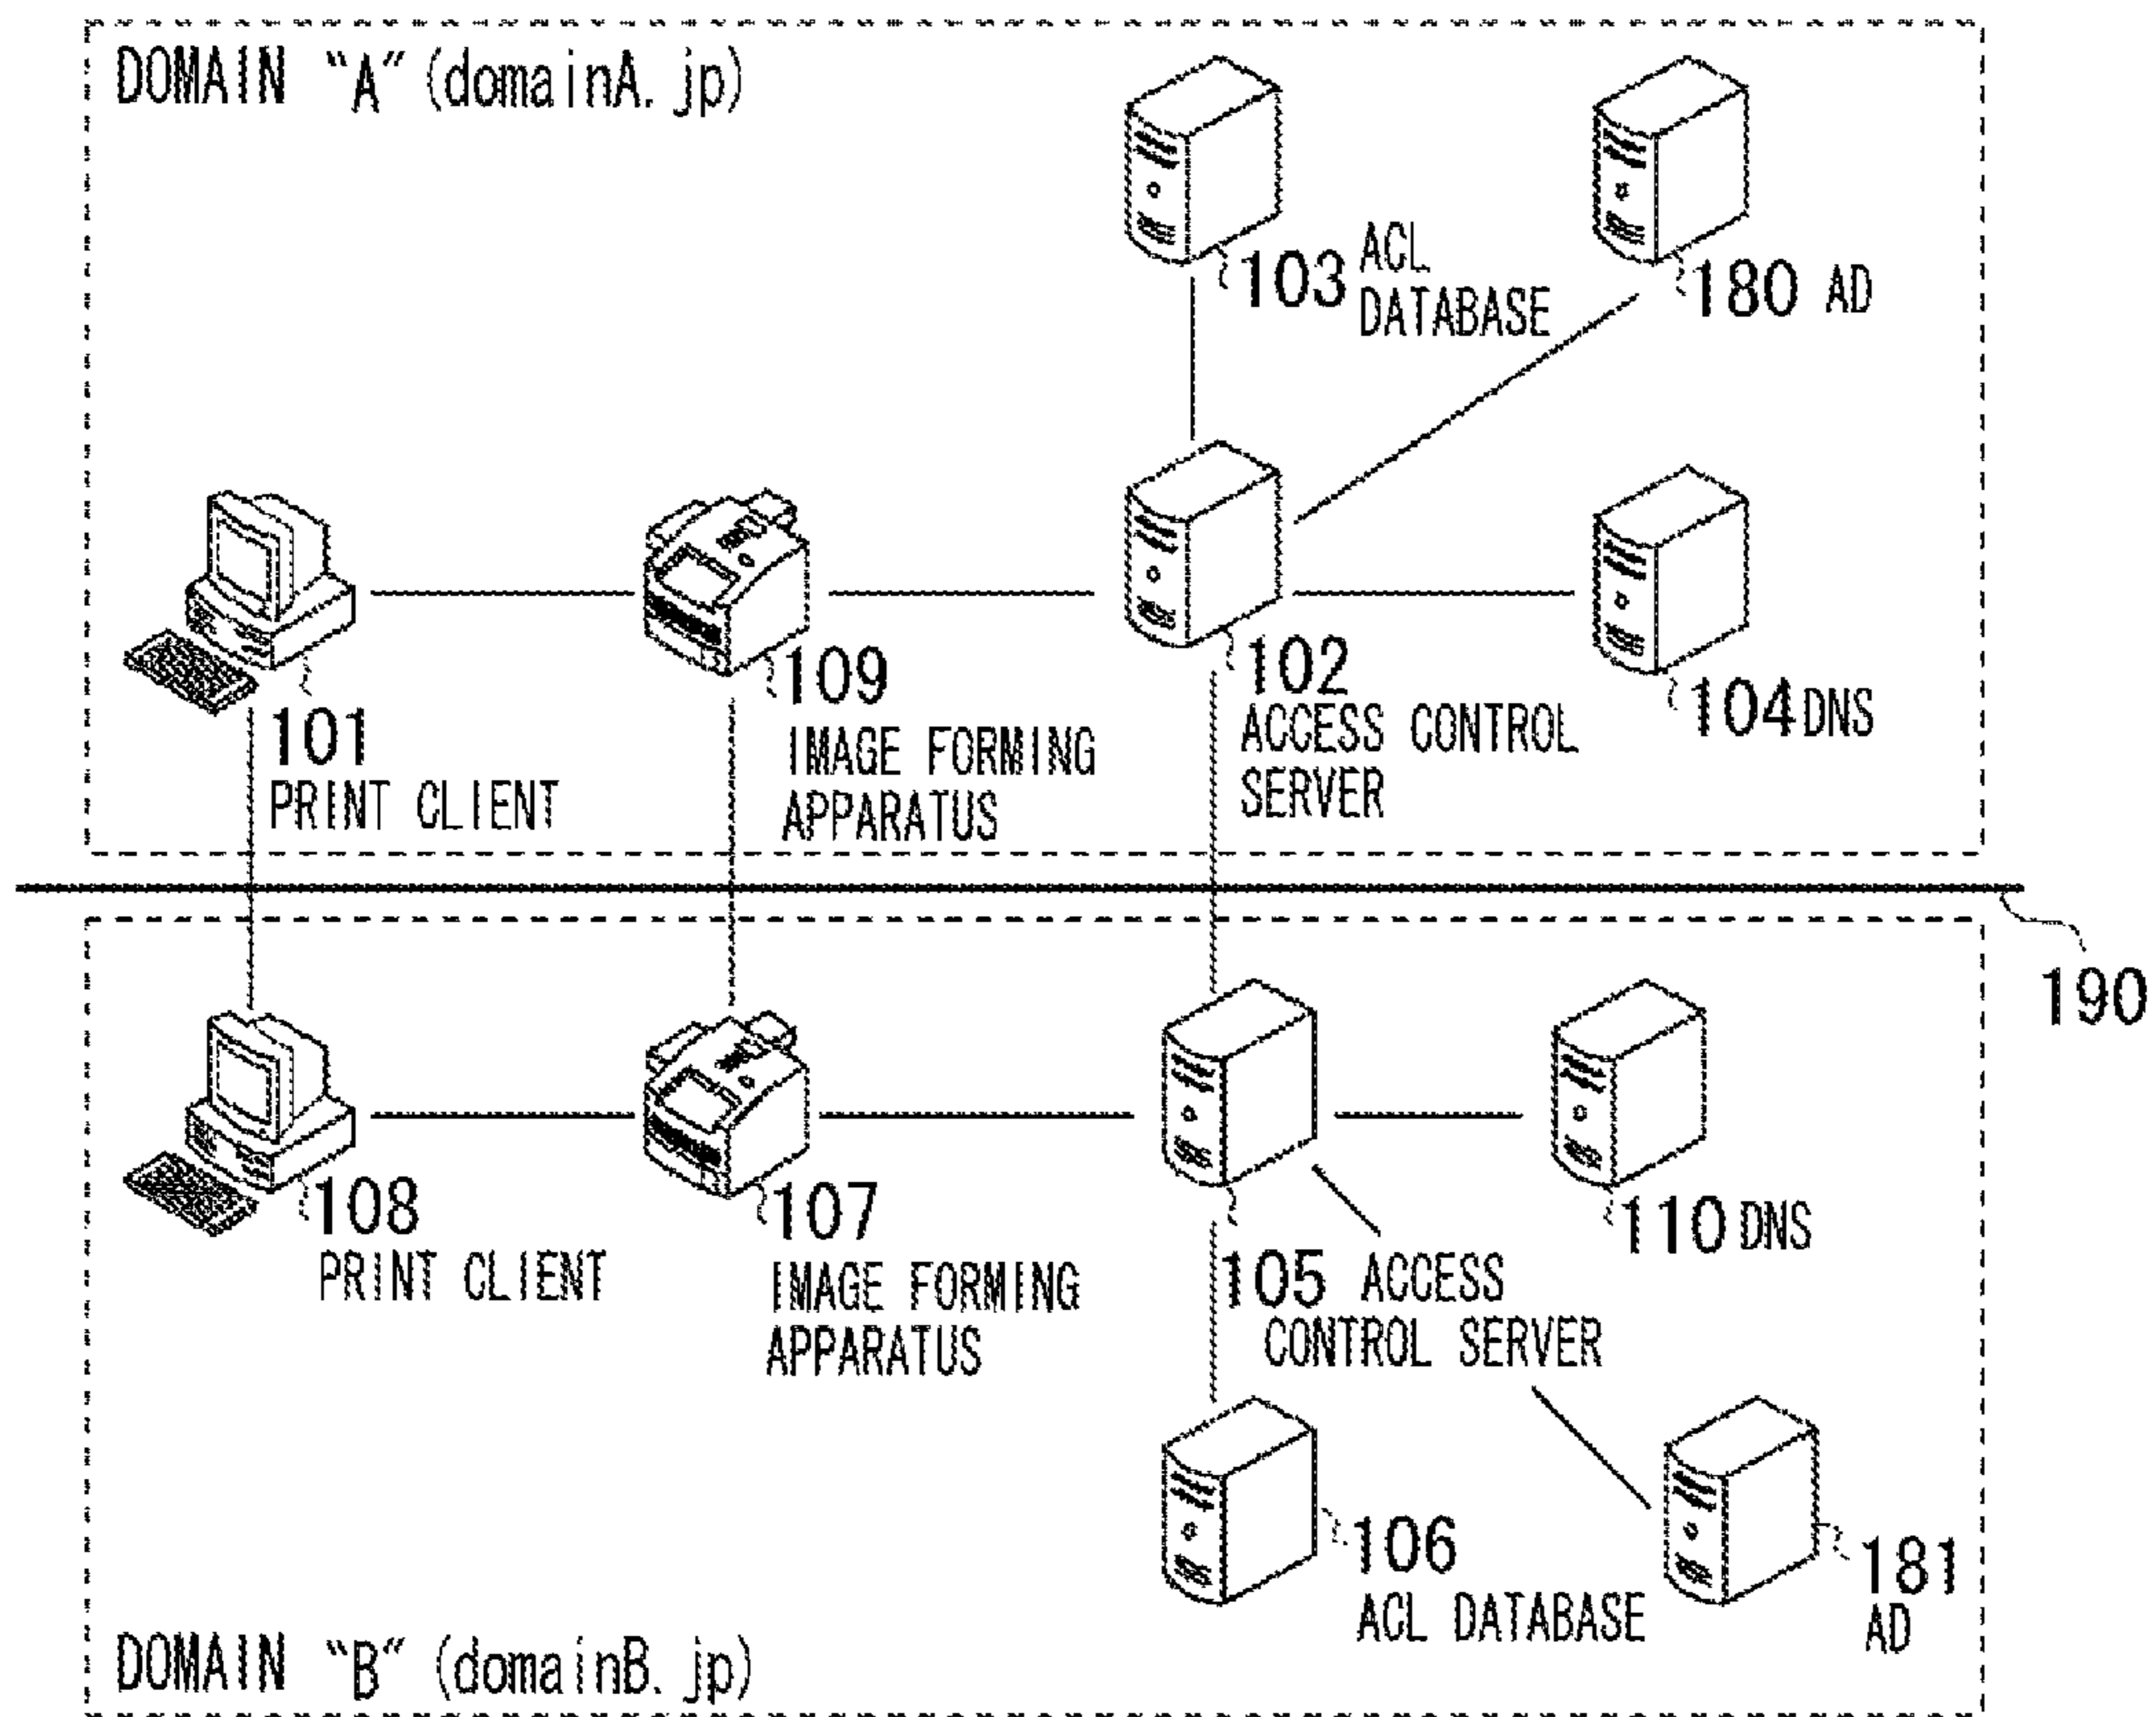 DOMAIN "A" (domainA.jp)
103 ACL
DATABASE
180 AD
101
PRINT CLIENT
109
IMAGE FORMING
APPARATUS
102
ACCESS CONTROL
SERVER
104 DNS
190
108
PRINT CLIENT
107
IMAGE FORMING
APPARATUS
105 ACCESS
CONTROL SERVER
110 DNS
106
ACL DATABASE
181
AD
DOMAIN "B" (domainB.jp)